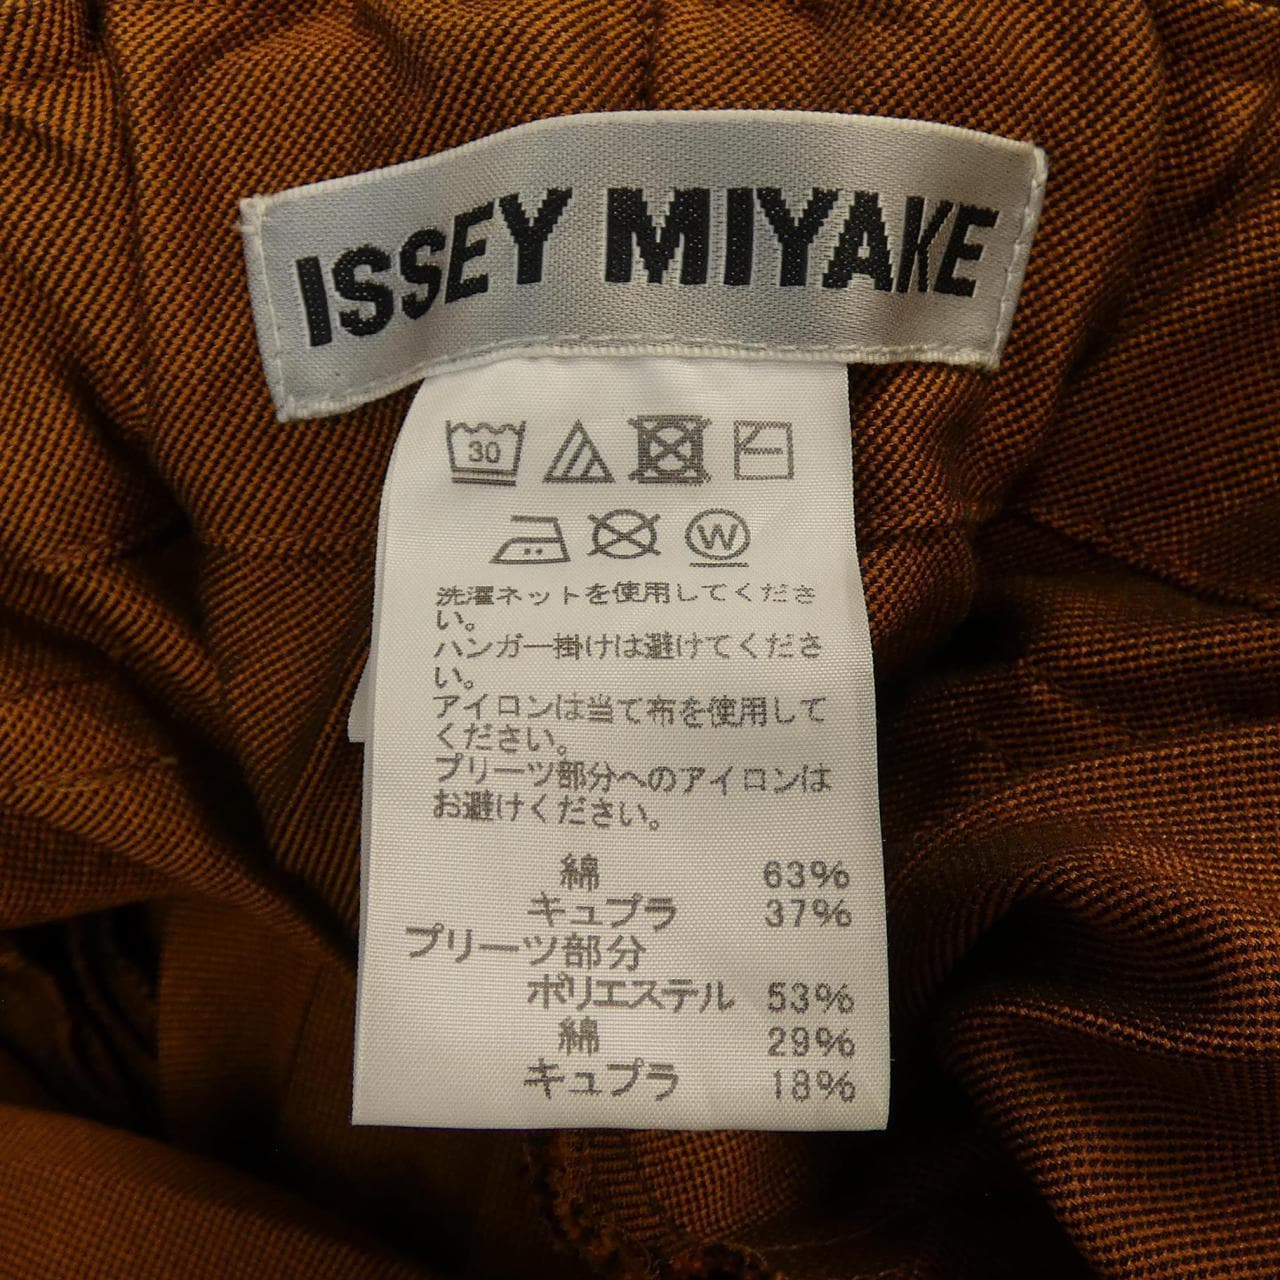 ISSEY MIYAKE
30
W
洗濯ネットを使用してくださ
い。
ハンガー掛けは避けてくださ
い。
アイロンは当て布を使用して
ください。
プリーツ部分へのアイロンは
お避けください。
綿 63%
キュプラ 37%
プリーツ部分
ポリエステル 53%
綿 29%
キュプラ 18%